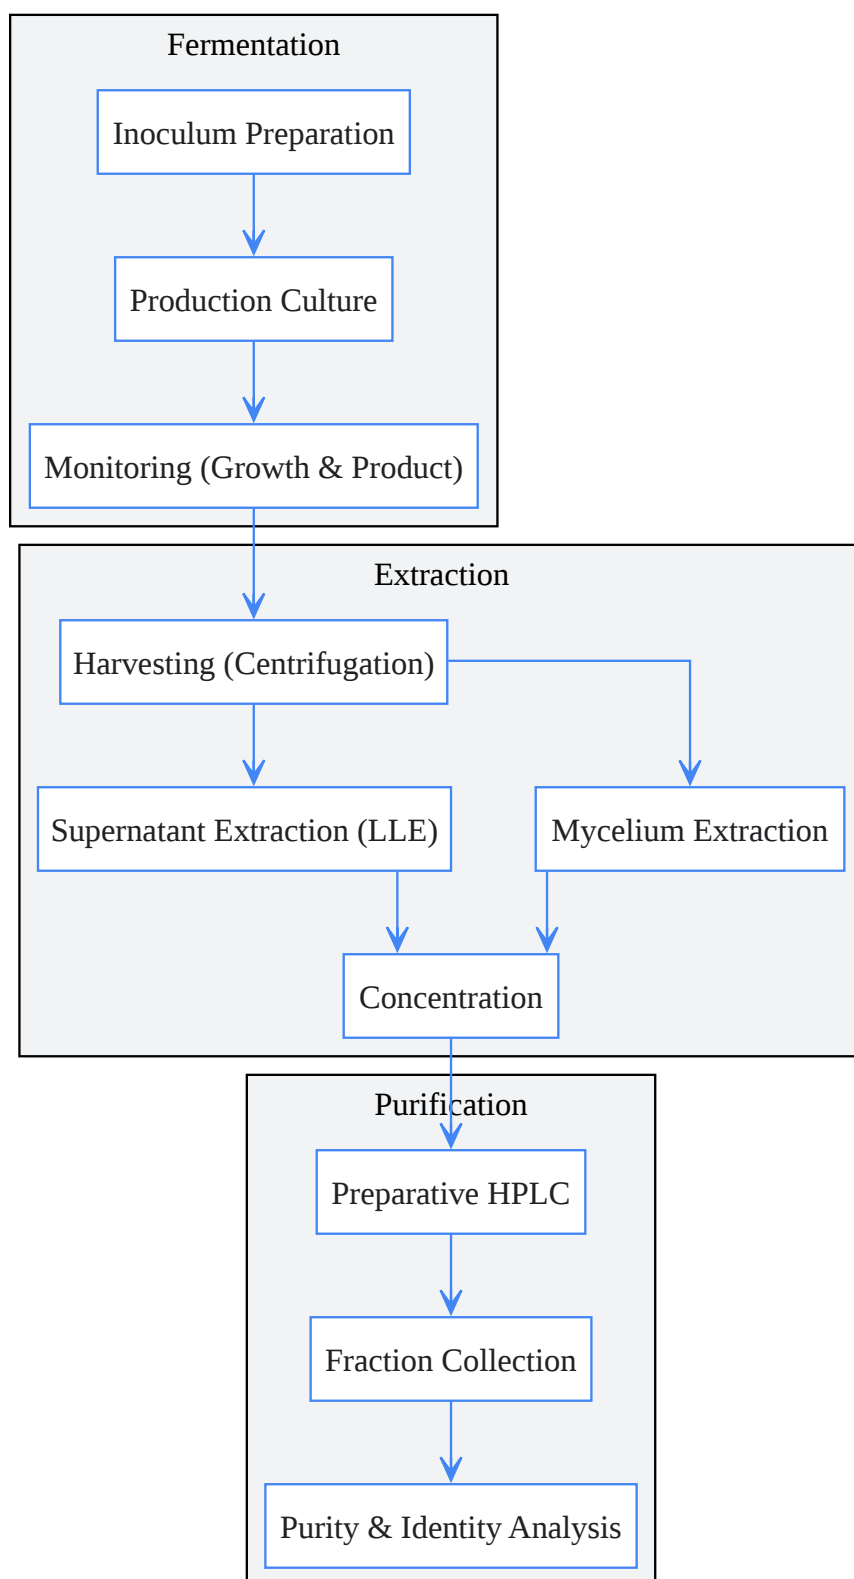 Fermentation
Inoculum Preparation
Production Culture
Monitoring (Growth & Product)
Extraction
Harvesting (Centrifugation)
Supernatant Extraction (LLE)
Mycelium Extraction
Concentration
Purification
Preparative HPLC
Fraction Collection
Purity & Identity Analysis